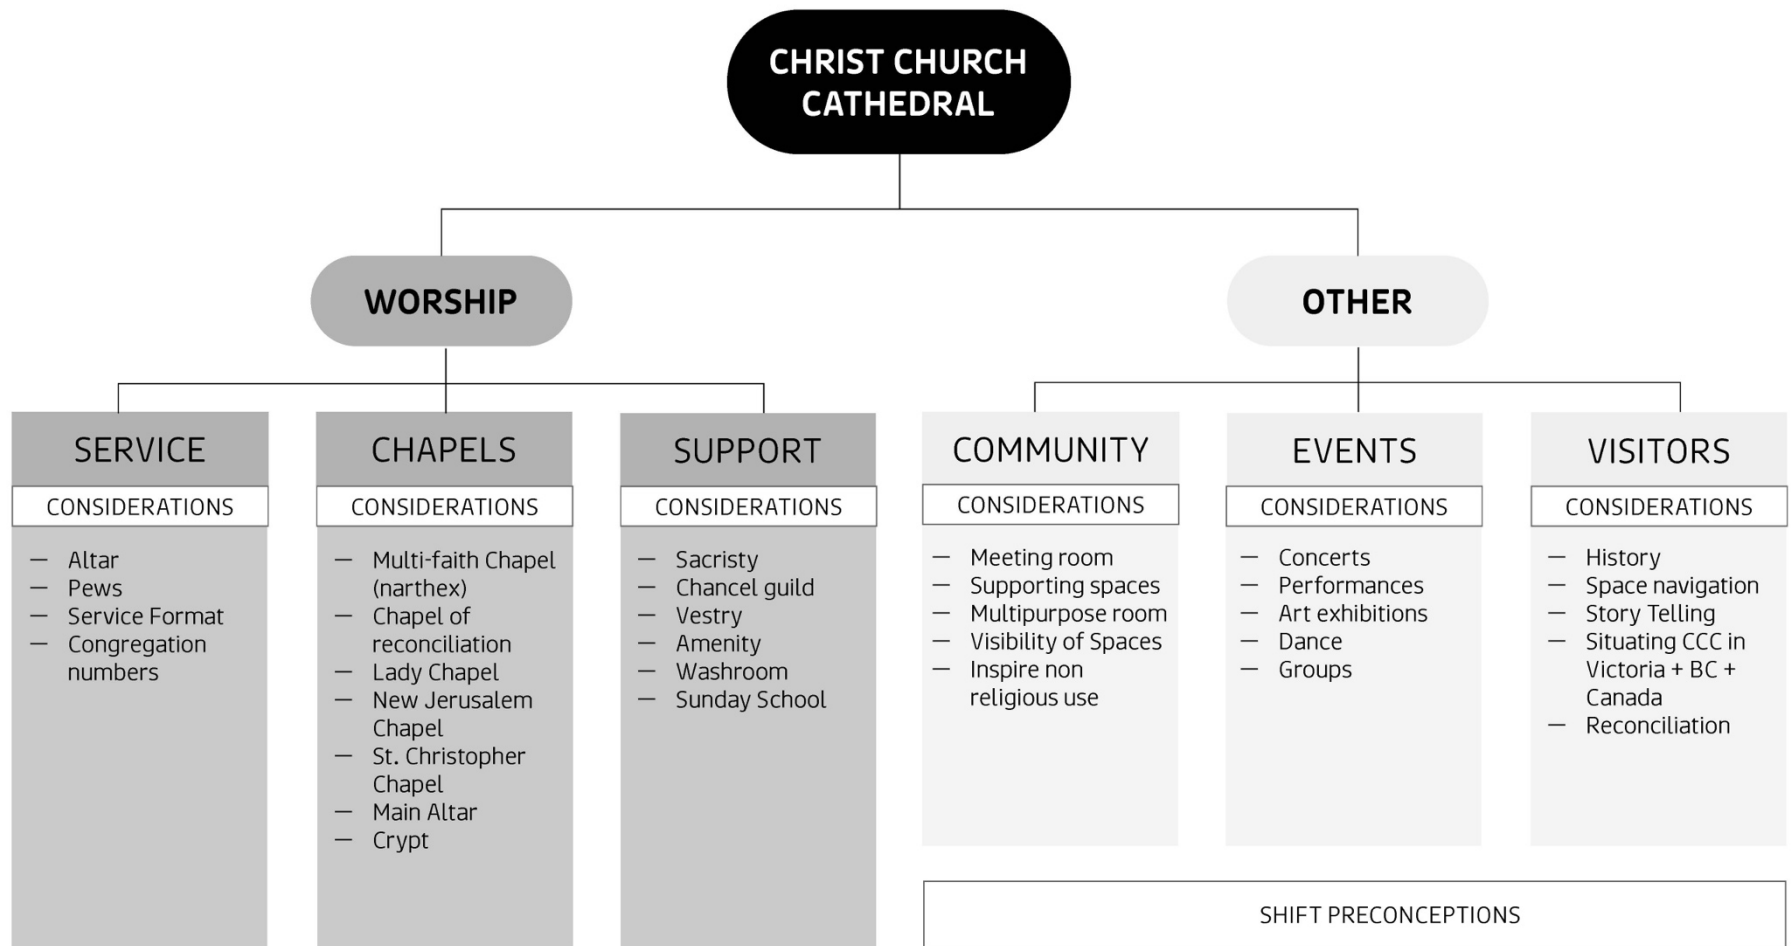 CHRIST CHURCH
CATHEDRAL
WORSHIP
OTHER
SERVICE
CONSIDERATIONS
— Altar
— Pews
— Service Format
— Congregation
numbers
CHAPELS
CONSIDERATIONS
— Multi-faith Chapel
(narthex)
— Chapel of
reconciliation
— Lady Chapel
— New Jerusalem
Chapel
— St. Christopher
Chapel
— Main Altar
— Crypt
SUPPORT
CONSIDERATIONS
— Sacristy
— Chancel guild
— Vestry
— Amenity
— Washroom
— Sunday School
COMMUNITY
CONSIDERATIONS
— Meeting room
— Supporting spaces
— Multipurpose room
— Visibility of Spaces
— Inspire non
religious use
EVENTS
CONSIDERATIONS
— Concerts
— Performances
— Art exhibitions
— Dance
— Groups
VISITORS
CONSIDERATIONS
— History
— Space navigation
— Story Telling
— Situating CCC in
Victoria + BC +
Canada
— Reconciliation
SHIFT PRECONCEPTIONS